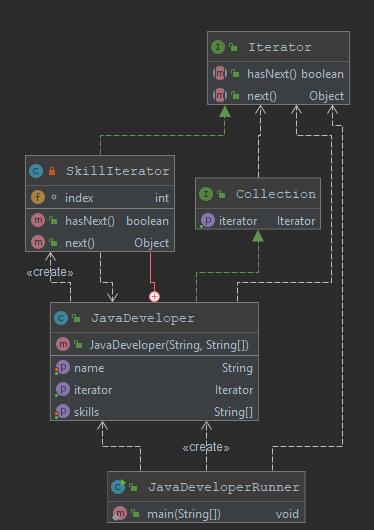 Iterator
hasNext() boolean
next() Object
SkillIterator
index int
hasNext() boolean
next() Object
Collection
iterator Iterator
«create»
JavaDeveloper
JavaDeveloper(String, String[])
name String
iterator Iterator
skills String[]
«create»
JavaDeveloperRunner
main(String[]) void